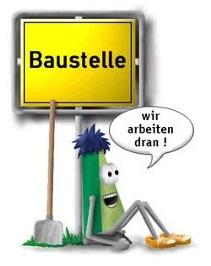 Baustelle
wir
arbeiten
dran !